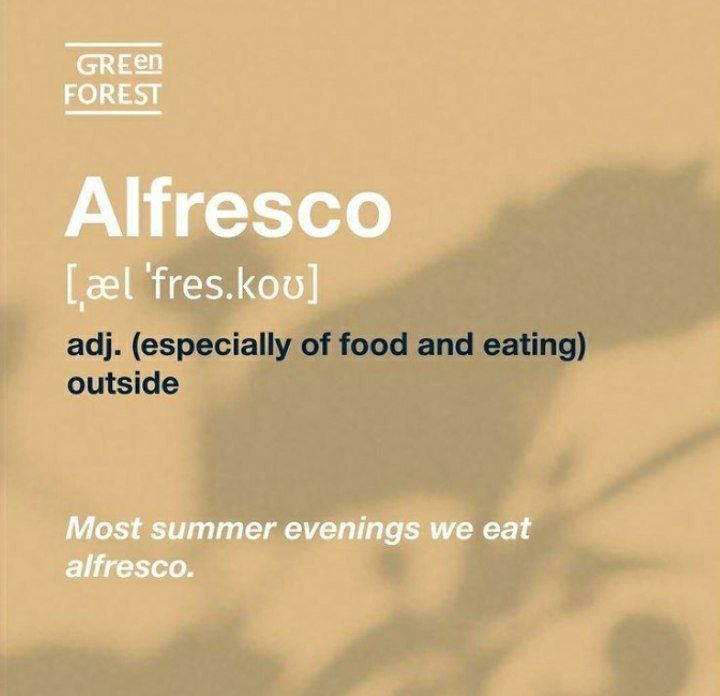 GREen
FOREST
Alfresco
[ˌæl ˈfres.koʊ]
adj. (especially of food and eating)
outside
Most summer evenings we eat
alfresco.